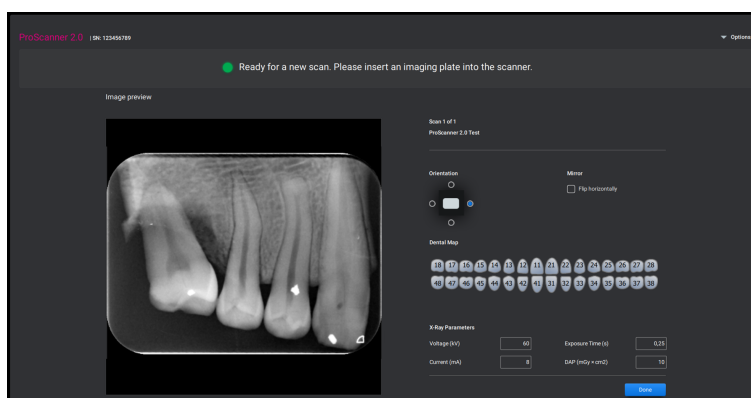 ProScanner 2.0 | SN: 123456789
Options
Ready for a new scan. Please insert an imaging plate into the scanner.
Image preview
Scan 1 of 1
ProScanner 2.0 Test
Orientation Mirror
Flip horizontally
Dental Map
18 17 16 15 14 13 12 11 21 22 23 24 25 26 27 28
48 47 46 45 44 43 42 41 31 32 33 34 35 36 37 38
X-Ray Parameters
Voltage (kV) 60 Exposure Time (s) 0,25
Current (mA) 8 DAP (mGy × cm2) 10
Done